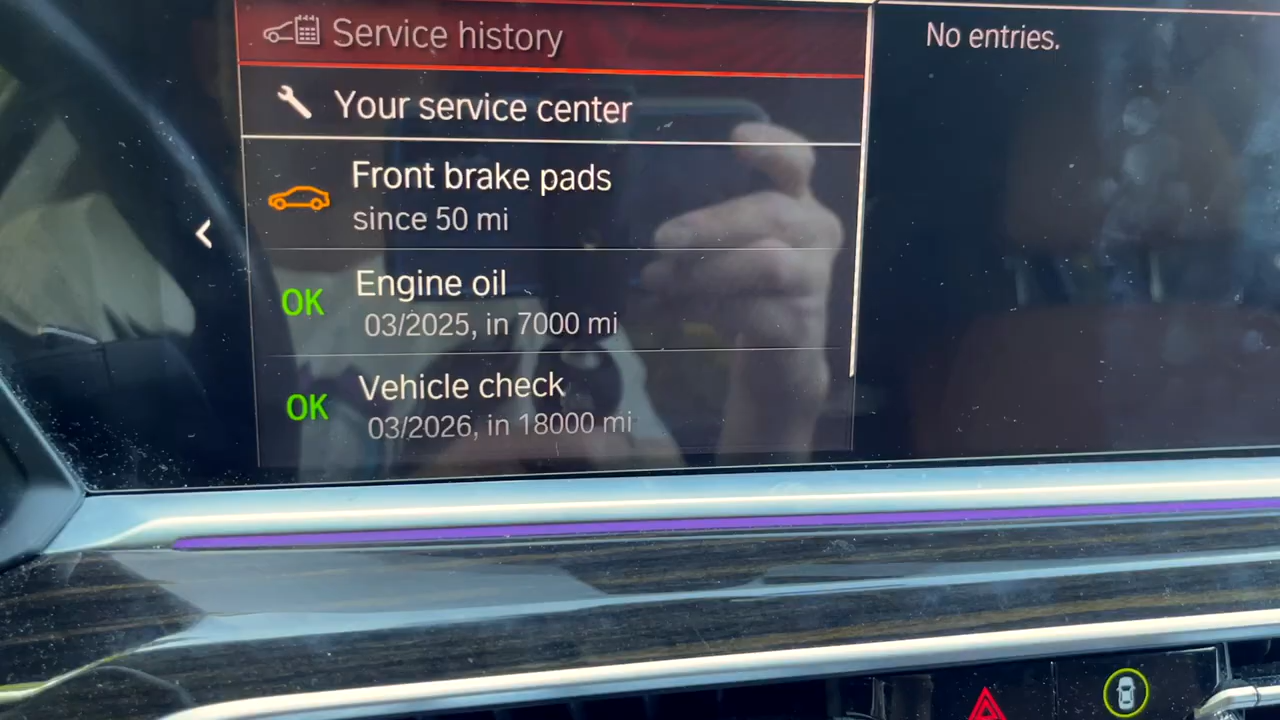 Service history
Your service center
Front brake pads
since 50 mi
OK
Engine oil
03/2025, in 7000 mi
OK
Vehicle check
03/2026, in 18000 mi
No entries.